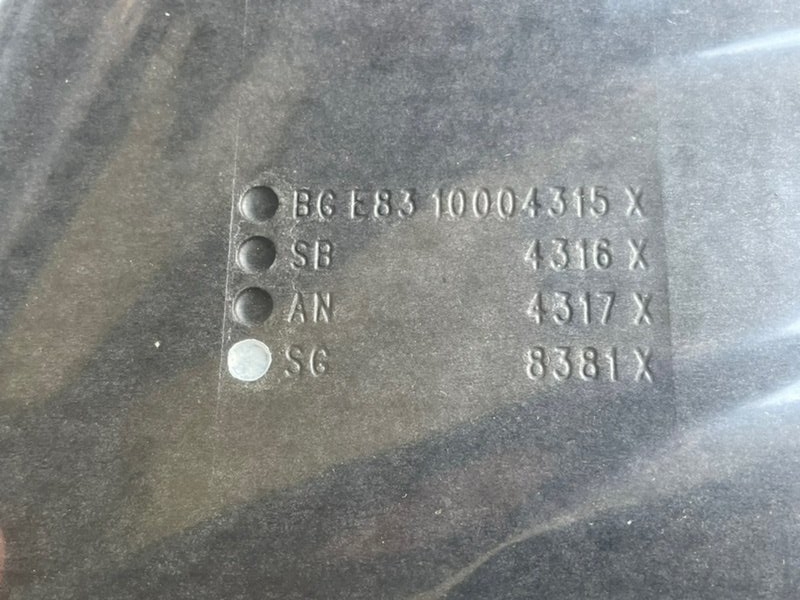 BG E83 10004315 X
SB 4316 X
AN 4317 X
SG 8381 X